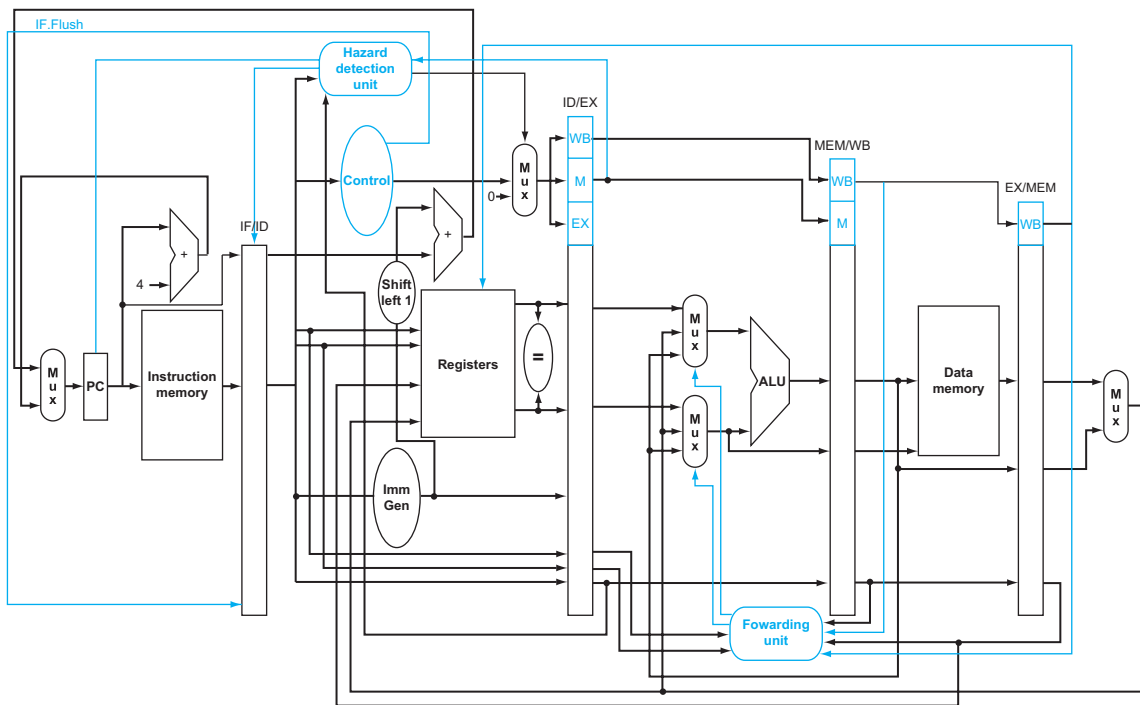 IF.Flush
Hazard
detection
unit
ID/EX
WB
MEM/WB
Control
M
u
x
M
WB
EX/MEM
0
EX
M
WB
IF/ID
+
+
4
Shift
left 1
M
u
x
PC
Instruction
memory
Registers
=
M
u
x
ALU
Data
memory
M
u
x
M
u
x
Imm
Gen
Fowarding
unit